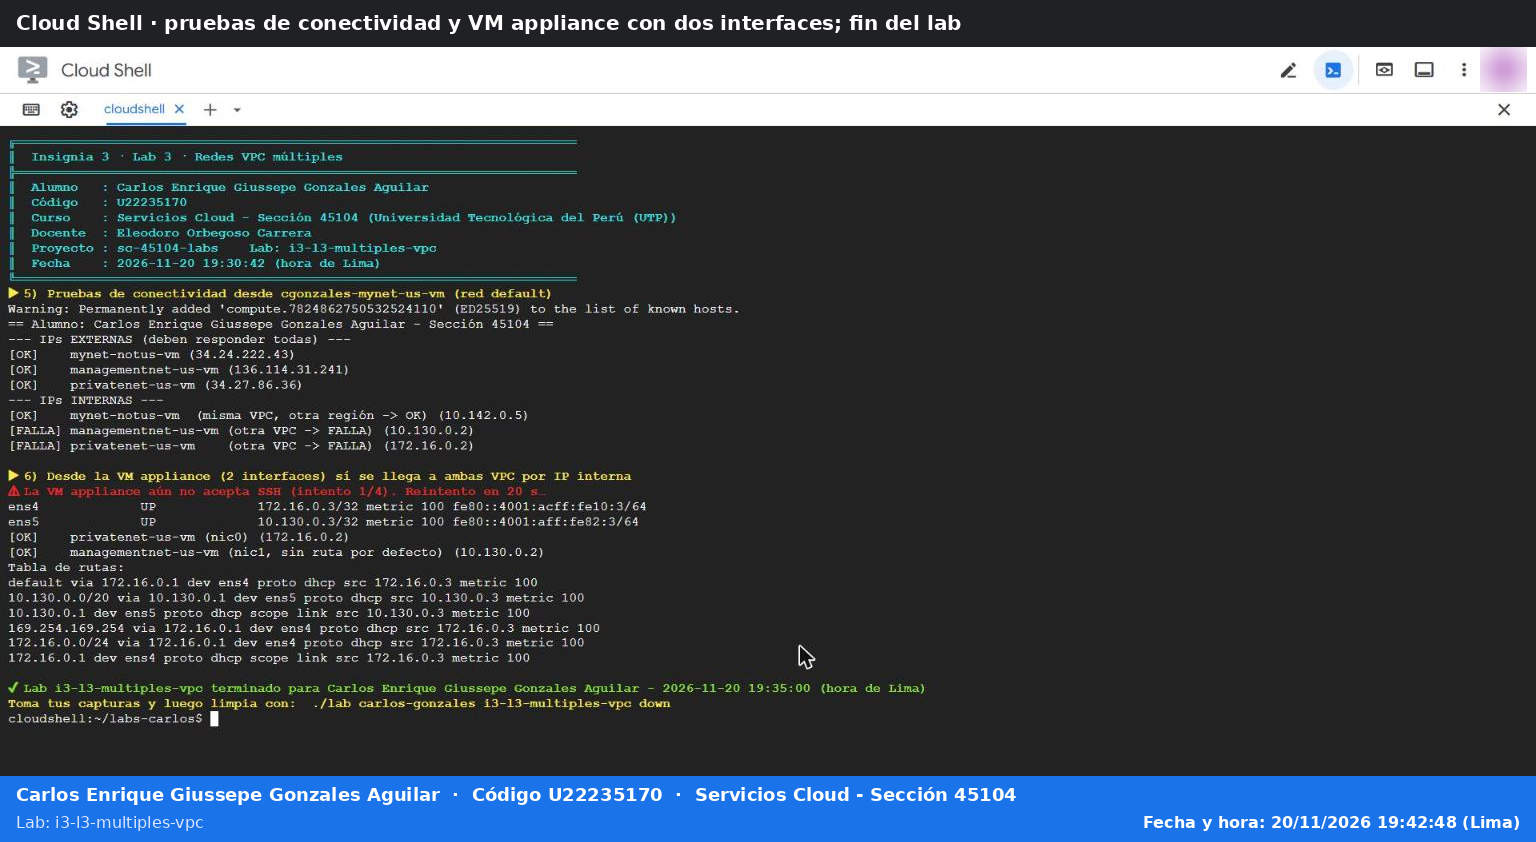 Cloud Shell · pruebas de conectividad y VM appliance con dos interfaces; fin del lab
Cloud Shell
cloudshell
Insignia 3 · Lab 3 · Redes VPC múltiples
Alumno : Carlos Enrique Giussepe Gonzales Aguilar
Código : U22235170
Curso : Servicios Cloud - Sección 45104 (Universidad Tecnológica del Perú (UTP))
Docente : Eleodoro Orbegoso Carrera
Proyecto : sc-45104-labs Lab: i3-l3-multiples-vpc
Fecha : 2026-11-20 19:30:42 (hora de Lima)
▶ 5) Pruebas de conectividad desde cgonzales-mynet-us-vm (red default)
Warning: Permanently added 'compute.7824862750532524110' (ED25519) to the list of known hosts.
== Alumno: Carlos Enrique Giussepe Gonzales Aguilar - Sección 45104 ==
--- IPs EXTERNAS (deben responder todas) ---
[OK] mynet-notus-vm (34.24.222.43)
[OK] managementnet-us-vm (136.114.31.241)
[OK] privatenet-us-vm (34.27.86.36)
--- IPs INTERNAS ---
[OK] mynet-notus-vm (misma VPC, otra región -> OK) (10.142.0.5)
[FALLA] managementnet-us-vm (otra VPC -> FALLA) (10.130.0.2)
[FALLA] privatenet-us-vm (otra VPC -> FALLA) (172.16.0.2)
▶ 6) Desde la VM appliance (2 interfaces) sí se llega a ambas VPC por IP interna
⚠ La VM appliance aún no acepta SSH (intento 1/4). Reintento en 20 s…
ens4 UP 172.16.0.3/32 metric 100 fe80::4001:acff:fe10:3/64
ens5 UP 10.130.0.3/32 metric 100 fe80::4001:aff:fe82:3/64
[OK] privatenet-us-vm (nic0) (172.16.0.2)
[OK] managementnet-us-vm (nic1, sin ruta por defecto) (10.130.0.2)
Tabla de rutas:
default via 172.16.0.1 dev ens4 proto dhcp src 172.16.0.3 metric 100
10.130.0.0/20 via 10.130.0.1 dev ens5 proto dhcp src 10.130.0.3 metric 100
10.130.0.1 dev ens5 proto dhcp scope link src 10.130.0.3 metric 100
169.254.169.254 via 172.16.0.1 dev ens4 proto dhcp src 172.16.0.3 metric 100
172.16.0.0/24 via 172.16.0.1 dev ens4 proto dhcp src 172.16.0.3 metric 100
172.16.0.1 dev ens4 proto dhcp scope link src 172.16.0.3 metric 100
✔ Lab i3-l3-multiples-vpc terminado para Carlos Enrique Giussepe Gonzales Aguilar - 2026-11-20 19:35:00 (hora de Lima)
Toma tus capturas y luego limpia con: ./lab carlos-gonzales i3-l3-multiples-vpc down
cloudshell:~/labs-carlos$
Carlos Enrique Giussepe Gonzales Aguilar · Código U22235170 · Servicios Cloud - Sección 45104
Lab: i3-l3-multiples-vpc
Fecha y hora: 20/11/2026 19:42:48 (Lima)